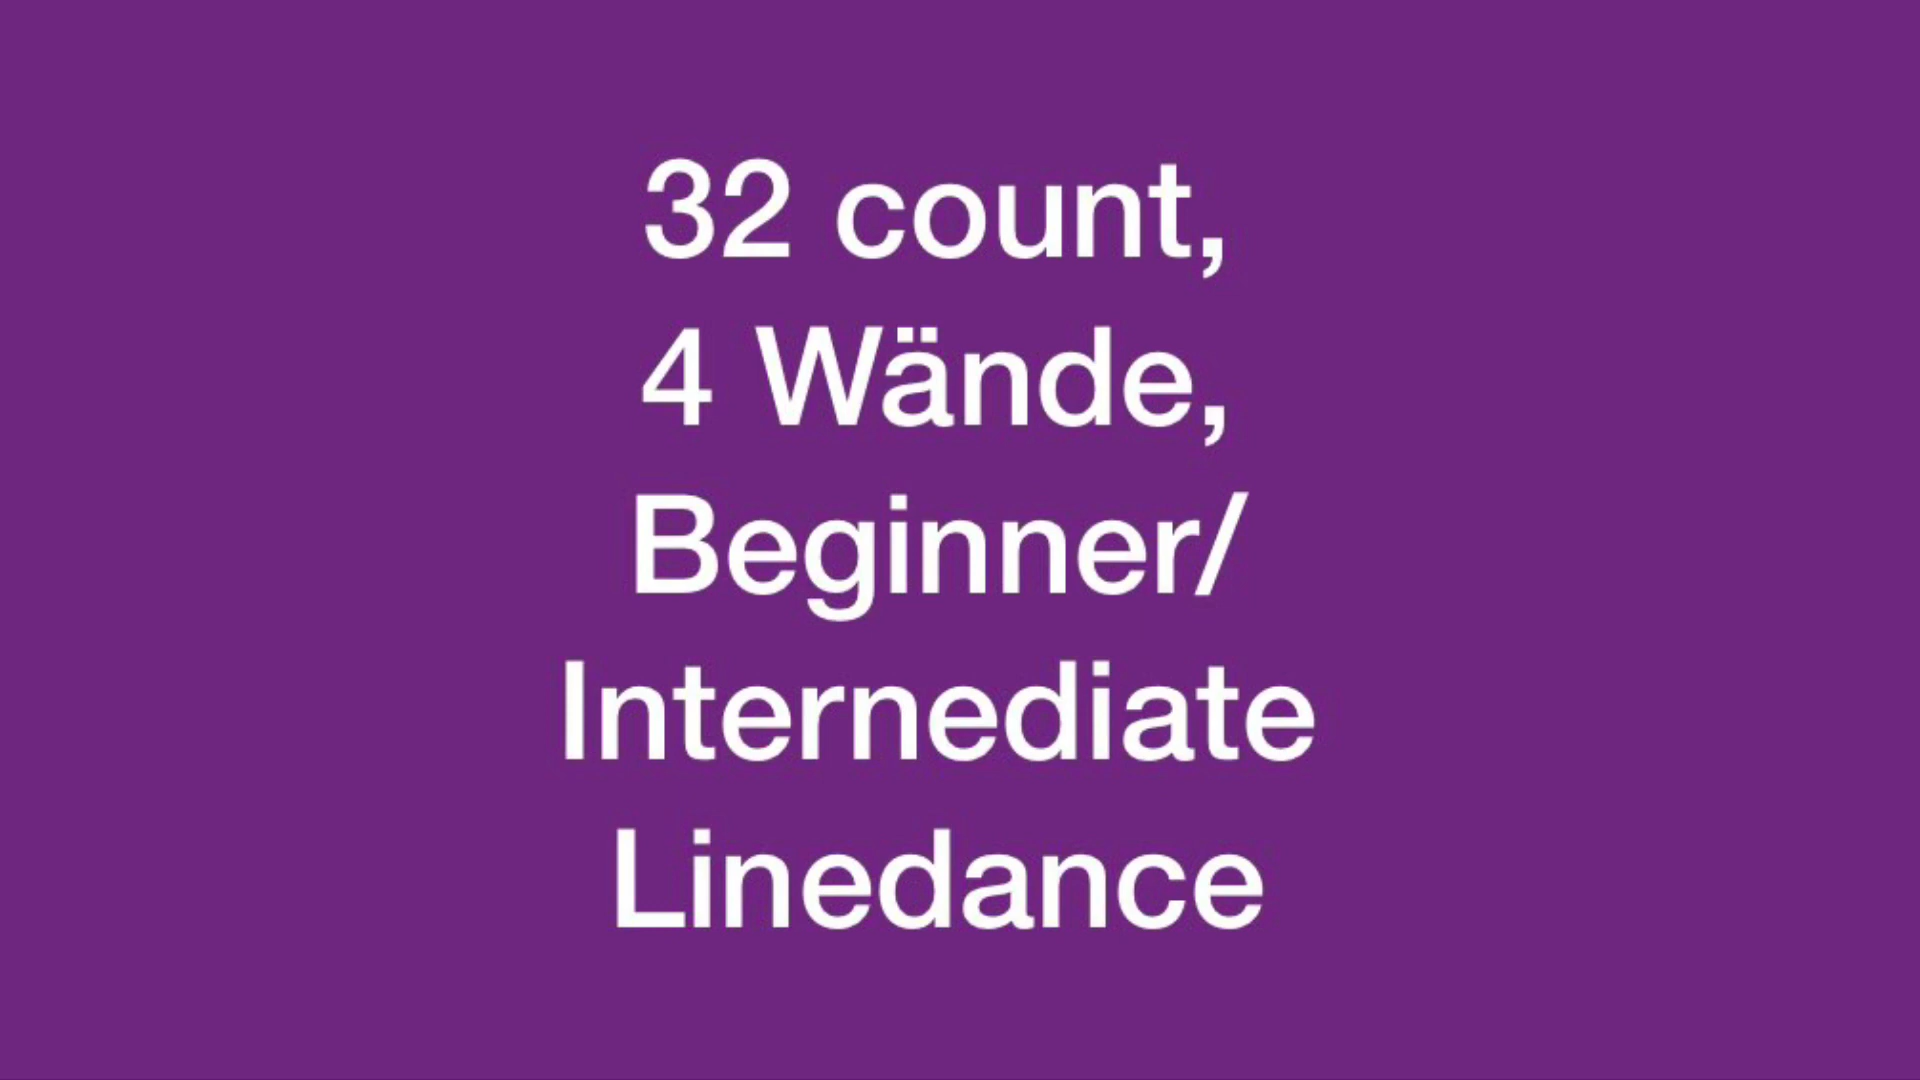 32 count,
4 Wände,
Beginner/
Internediate
Linedance